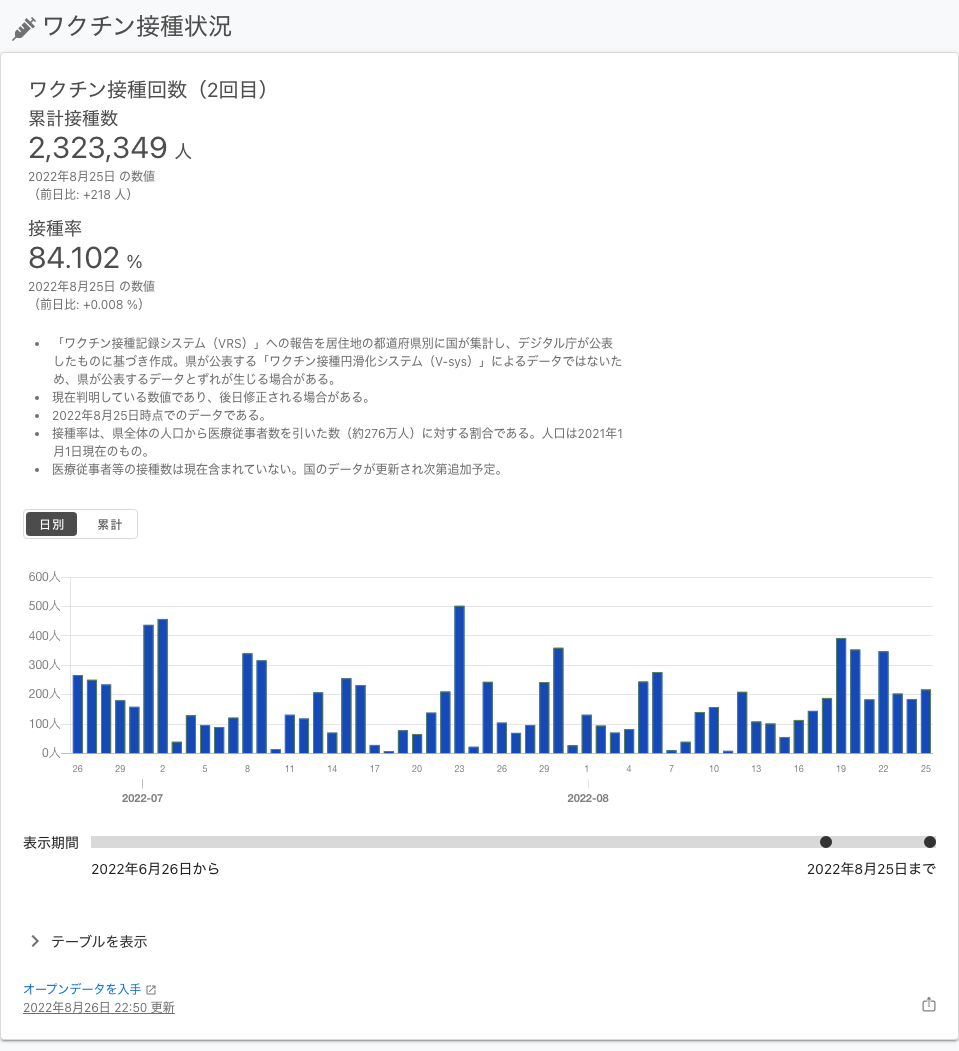 ワクチン接種状況
ワクチン接種回数（2回目）
累計接種数
2,323,349 人
2022年8月25日 の数値
（前日比: +218 人）
接種率
84.102 %
2022年8月25日 の数値
（前日比: +0.008 %）
• 「ワクチン接種記録システム（VRS）」への報告を居住地の都道府県別に国が集計し、デジタル庁が公表
したものに基づき作成。県が公表する「ワクチン接種円滑化システム（V-sys）」によるデータではないた
め、県が公表するデータとずれが生じる場合がある。
• 現在判明している数値であり、後日修正される場合がある。
• 2022年8月25日時点でのデータである。
• 接種率は、県全体の人口から医療従事者数を引いた数（約276万人）に対する割合である。人口は2021年1
月1日現在のもの。
• 医療従事者等の接種数は現在含まれていない。国のデータが更新され次第追加予定。
日別 累計
600人
500人
400人
300人
200人
100人
0人
26 29 2 5 8 11 14 17 20 23 26 29 1 4 7 10 13 16 19 22 25
2022-07 2022-08
表示期間
2022年6月26日から 2022年8月25日まで
テーブルを表示
オープンデータを入手
2022年8月26日 22:50 更新